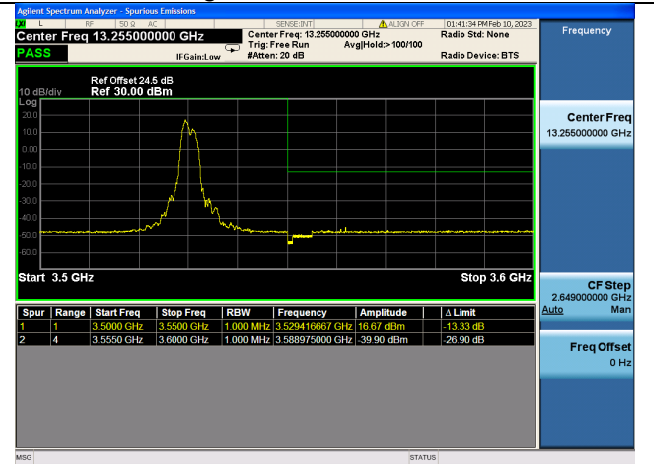 Agilent Spectrum Analyzer - Spurious Emissions
L RF 50 Ω AC SENSE:INT ALIGN OFF 01:41:34 PM Feb 10, 2023
Center Freq 13.255000000 GHz Center Freq: 13.255000000 GHz Radio Std: None
Trig: Free Run Avg|Hold:>100/100
PASS IFGain:Low #Atten: 20 dB Radio Device: BTS
Ref Offset 24.5 dB
10 dB/div Ref 30.00 dBm
Log
20.0
10.0
0.00
-10.0
-20.0
-30.0
-40.0
-50.0
-60.0
Start 3.5 GHz Stop 3.6 GHz
Spur Range Start Freq Stop Freq RBW Frequency Amplitude Δ Limit
1 1 3.5000 GHz 3.5500 GHz 1.000 MHz 3.529416667 GHz 16.67 dBm -13.33 dB
2 4 3.5550 GHz 3.6000 GHz 1.000 MHz 3.588975000 GHz -39.90 dBm -26.90 dB
Frequency
Center Freq
13.255000000 GHz
CF Step
2.649000000 GHz
Auto Man
Freq Offset
0 Hz
MSG STATUS